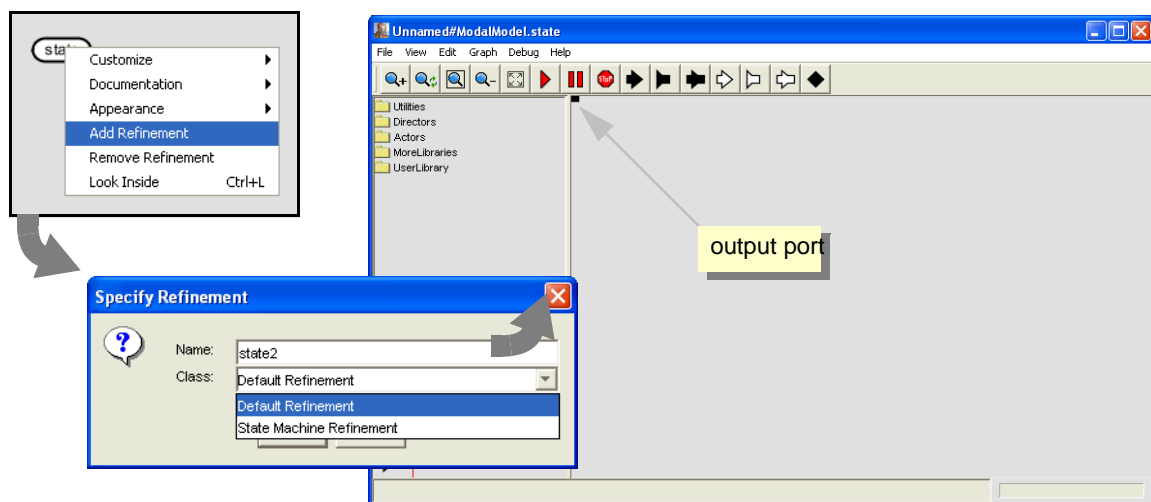 state
Customize
Documentation
Appearance
Add Refinement
Remove Refinement
Look Inside Ctrl+L
Unnamed#ModalModel.state
File View Edit Graph Debug Help
STOP
Utilities
Directors
Actors
MoreLibraries
UserLibrary
output port
Specify Refinement
Name: state2
Class: Default Refinement
Default Refinement
State Machine Refinement